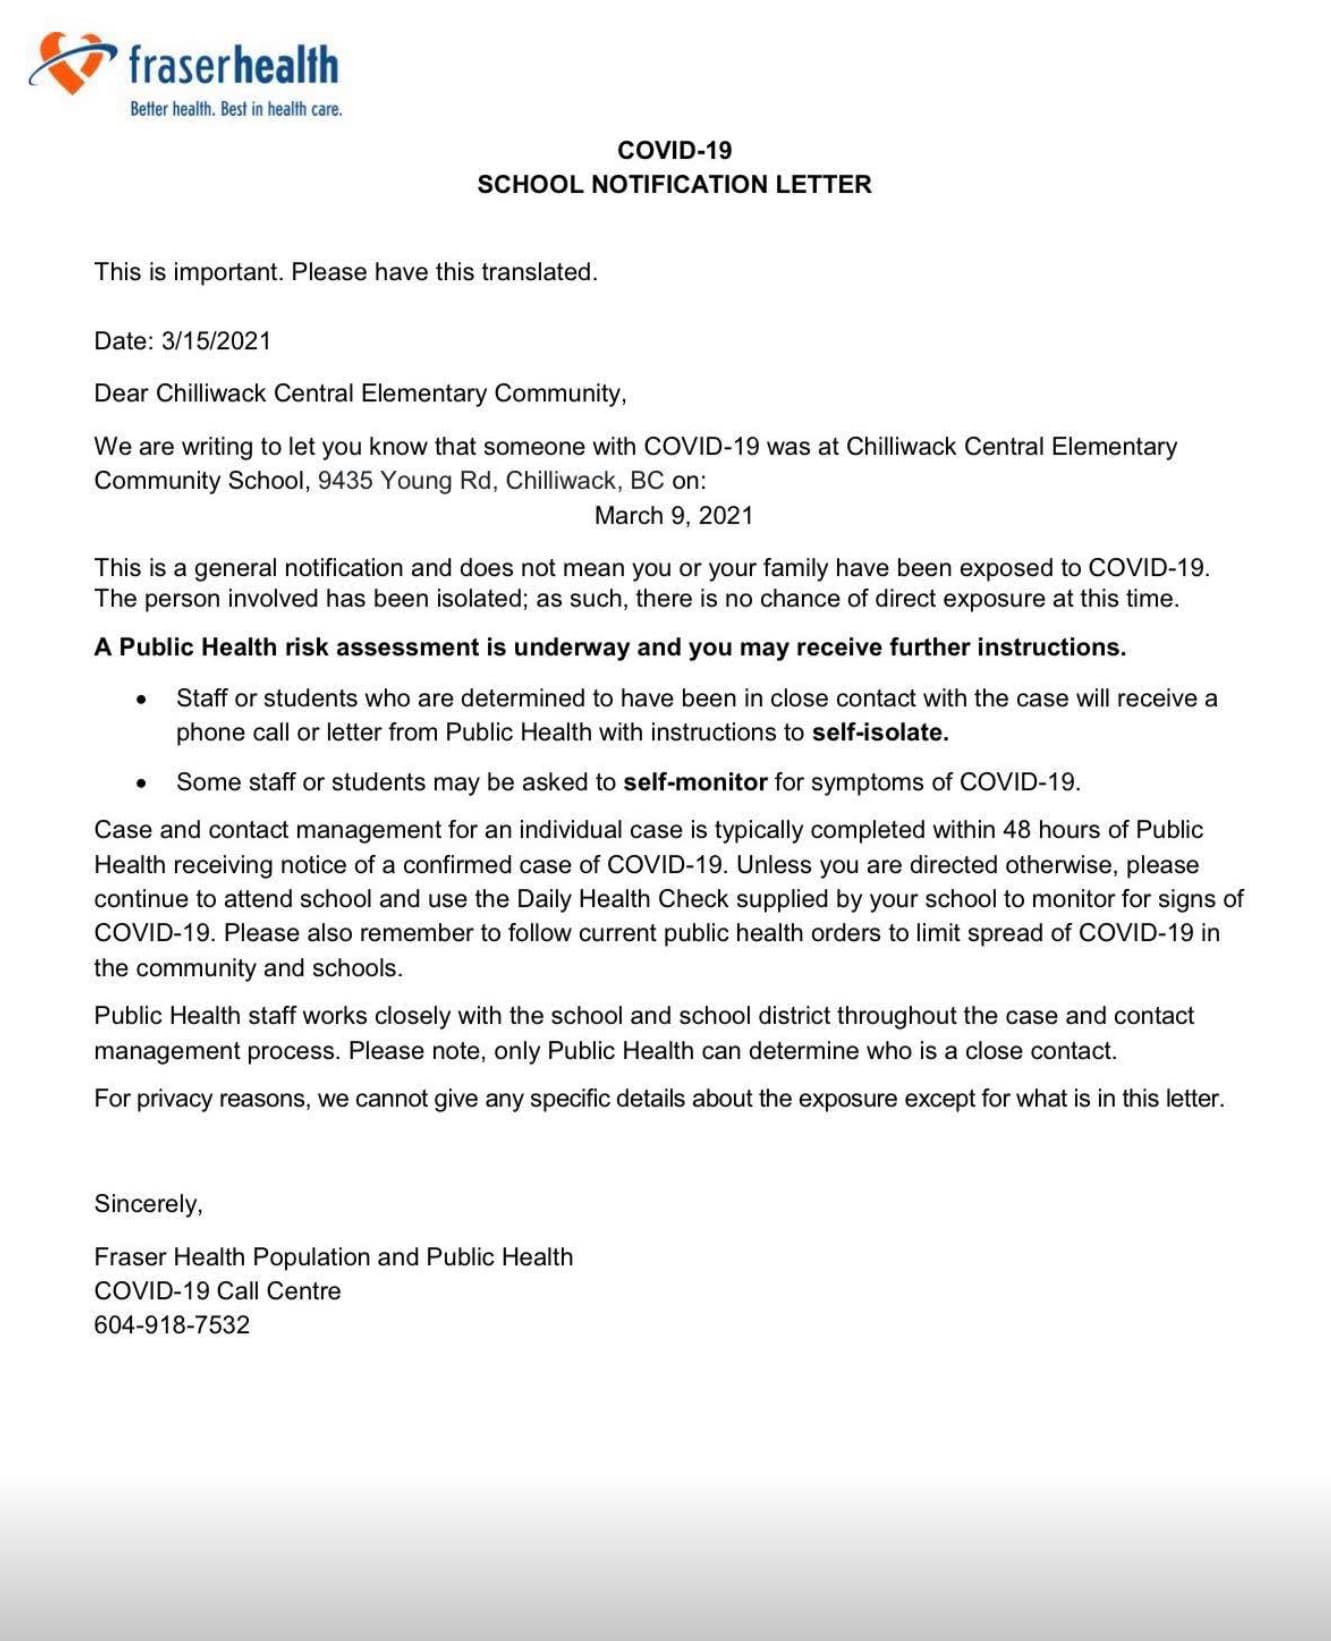 fraserhealth
Better health. Best in health care.
COVID-19
SCHOOL NOTIFICATION LETTER
This is important. Please have this translated.
Date: 3/15/2021
Dear Chilliwack Central Elementary Community,
We are writing to let you know that someone with COVID-19 was at Chilliwack Central Elementary
Community School, 9435 Young Rd, Chilliwack, BC on:
March 9, 2021
This is a general notification and does not mean you or your family have been exposed to COVID-19.
The person involved has been isolated; as such, there is no chance of direct exposure at this time.
A Public Health risk assessment is underway and you may receive further instructions.
• Staff or students who are determined to have been in close contact with the case will receive a
phone call or letter from Public Health with instructions to self-isolate.
• Some staff or students may be asked to self-monitor for symptoms of COVID-19.
Case and contact management for an individual case is typically completed within 48 hours of Public
Health receiving notice of a confirmed case of COVID-19. Unless you are directed otherwise, please
continue to attend school and use the Daily Health Check supplied by your school to monitor for signs of
COVID-19. Please also remember to follow current public health orders to limit spread of COVID-19 in
the community and schools.
Public Health staff works closely with the school and school district throughout the case and contact
management process. Please note, only Public Health can determine who is a close contact.
For privacy reasons, we cannot give any specific details about the exposure except for what is in this letter.
Sincerely,
Fraser Health Population and Public Health
COVID-19 Call Centre
604-918-7532